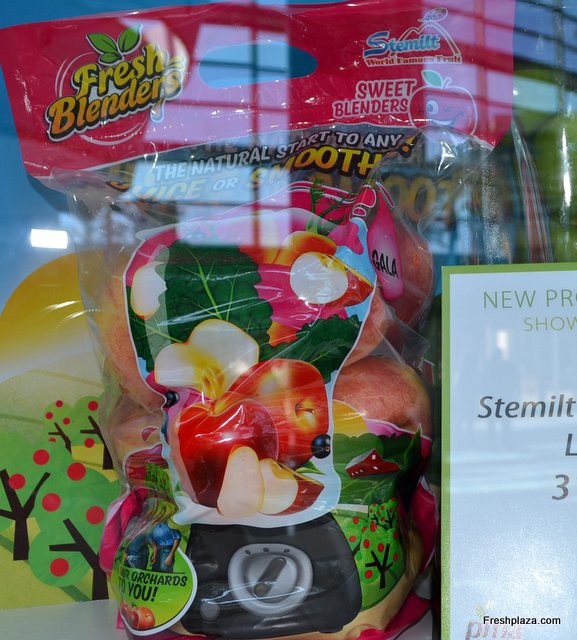 Fresh
Blenders
Stemilt
World Famous Fruit
SWEET
BLENDERS
THE NATURAL START TO ANY
JUICE OR SMOOTH
GALA
ORCHARDS
TO YOU!
NEW PR
SHOW
Stemilt
L
3
Freshplaza.com